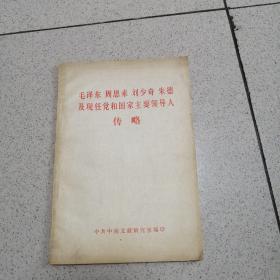 毛泽东 周恩来 刘少奇 朱德
及现任党和国家主要领导人
传略
中共中央文献研究室编印